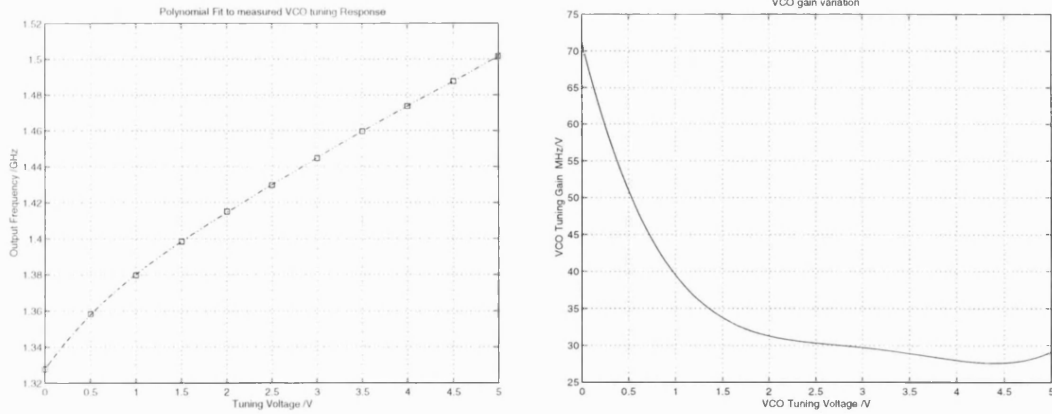 Polynomial Fit to measured VCO tuning Response
1.52
1.5
1.48
1.46
1.44
1.42
1.4
1.38
1.36
1.34
1.32
Output Frequency /GHz
0 0.5 1 1.5 2 2.5 3 3.5 4 4.5 5
Tuning Voltage /V
VCO gain variation
75
70
65
60
55
50
45
40
35
30
25
VCO Tuning Gain MHz/V
0 0.5 1 1.5 2 2.5 3 3.5 4 4.5 5
VCO Tuning Voltage /V